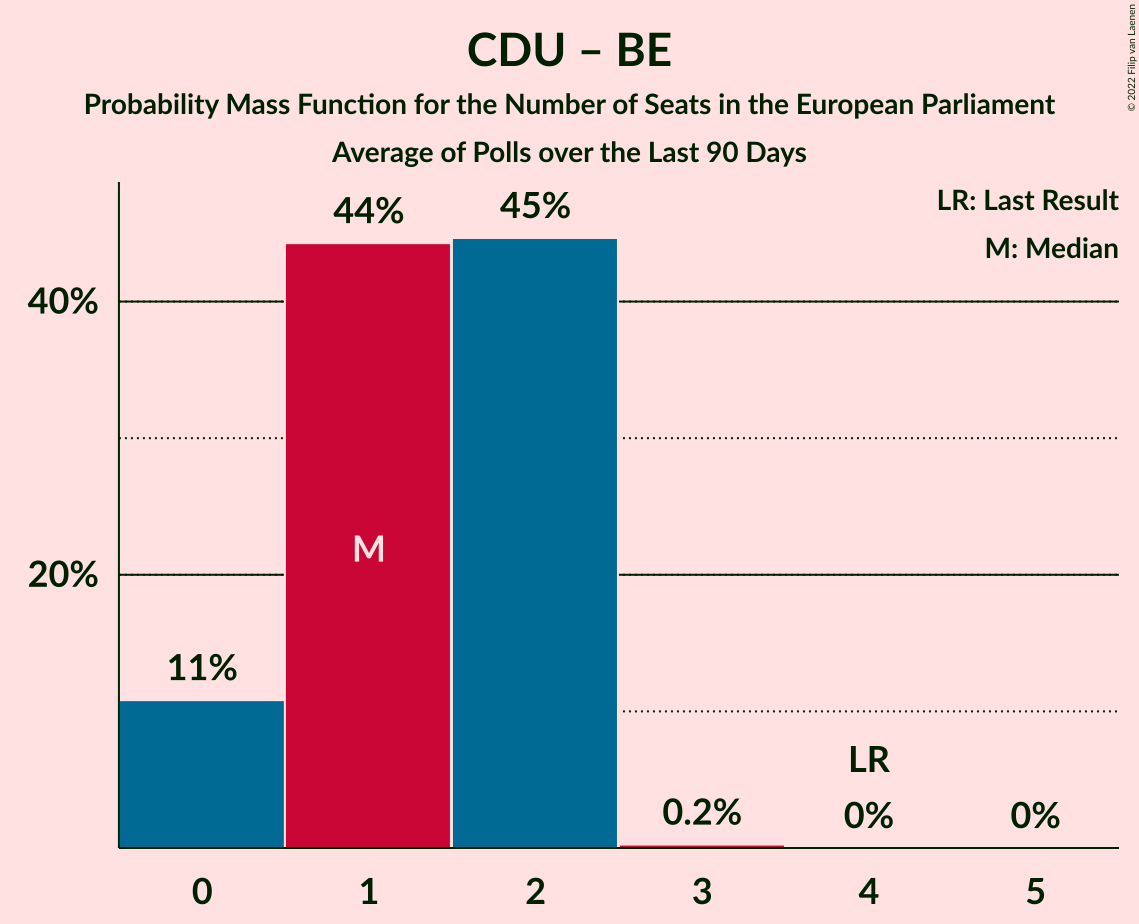 CDU – BE
Probability Mass Function for the Number of Seats in the European Parliament
Average of Polls over the Last 90 Days
© 2022 Filip van Laenen
LR: Last Result
M: Median
44%
45%
40%
M
20%
11%
LR
0.2%
0%
0%
0
1
2
3
4
5